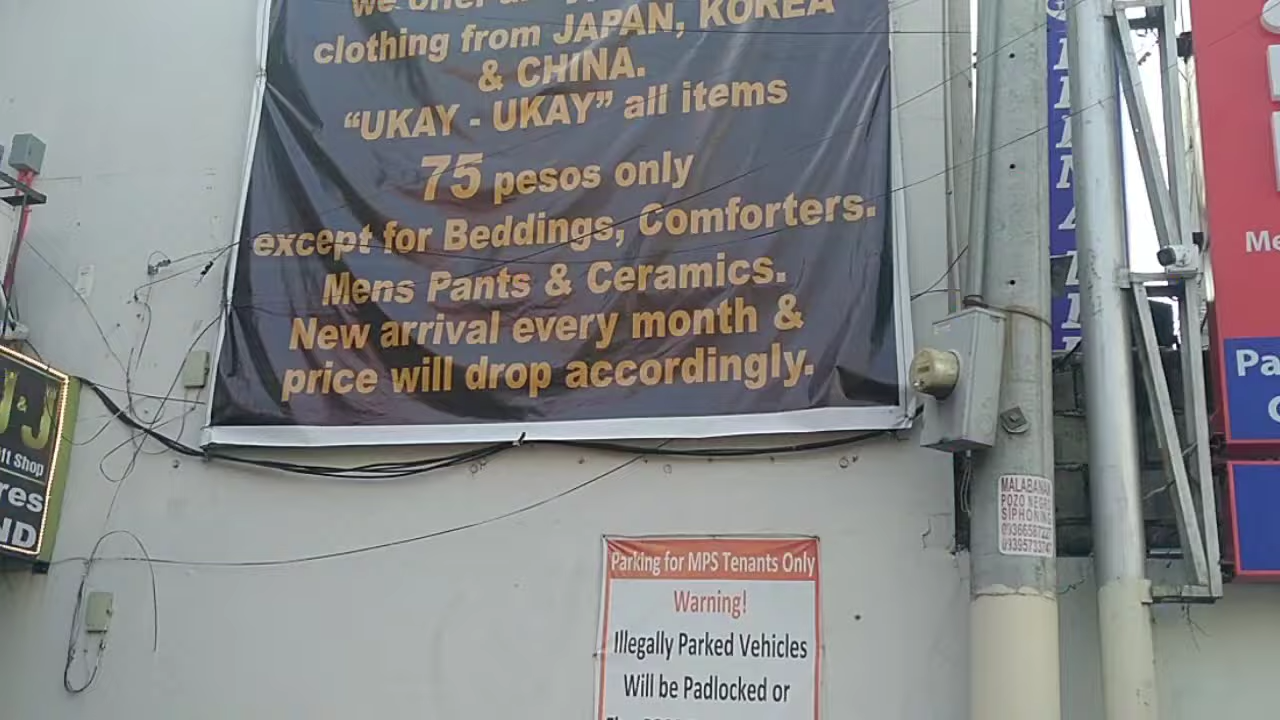 we offer
clothing from JAPAN, KOREA
& CHINA.
“UKAY - UKAY” all items
75 pesos only
except for Beddings, Comforters.
Mens Pants & Ceramics.
New arrival every month &
price will drop accordingly.
J & J
ft Shop
res
ND
Parking for MPS Tenants Only
Warning!
Illegally Parked Vehicles
Will be Padlocked or
MALABANAN
POZO NEGRO
SIPHONING
Me
Pa